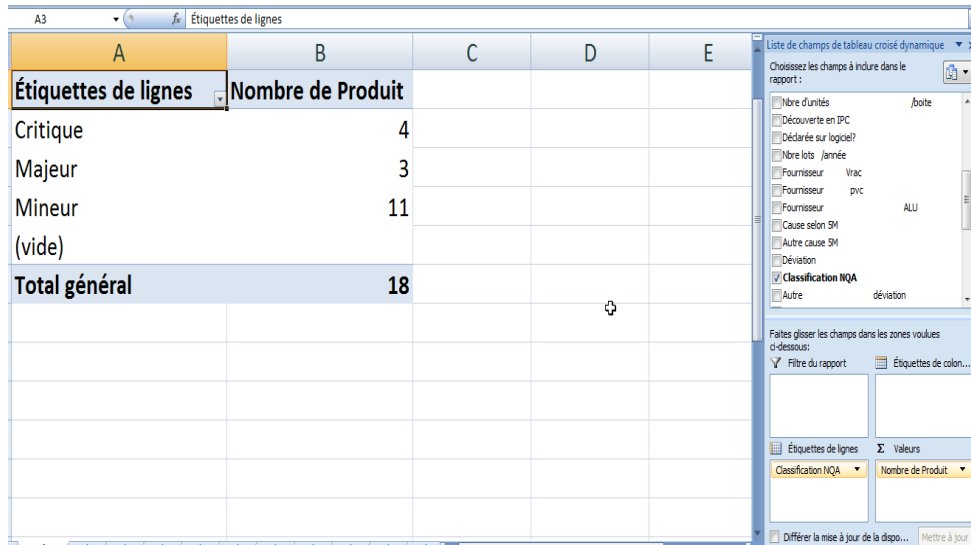 A3 fx Étiquettes de lignes
A B C D E
Étiquettes de lignes Nombre de Produit
Critique 4
Majeur 3
Mineur 11
(vide)
Total général 18
Liste de champs de tableau croisé dynamique
Choisissez les champs à inclure dans le
rapport :
Nbre d'unités /boite
Découverte en IPC
Déclarée sur logiciel?
Nbre lots /année
Fournisseur Vrac
Fournisseur pvc
Fournisseur ALU
Cause selon 5M
Autre cause 5M
Déviation
Classification NQA
Autre déviation
Faites glisser les champs dans les zones voulues
ci-dessous:
Filtre du rapport Étiquettes de colon...
Étiquettes de lignes Σ Valeurs
Classification NQA Nombre de Produit
Différer la mise à jour de la dispo... Mettre à jour